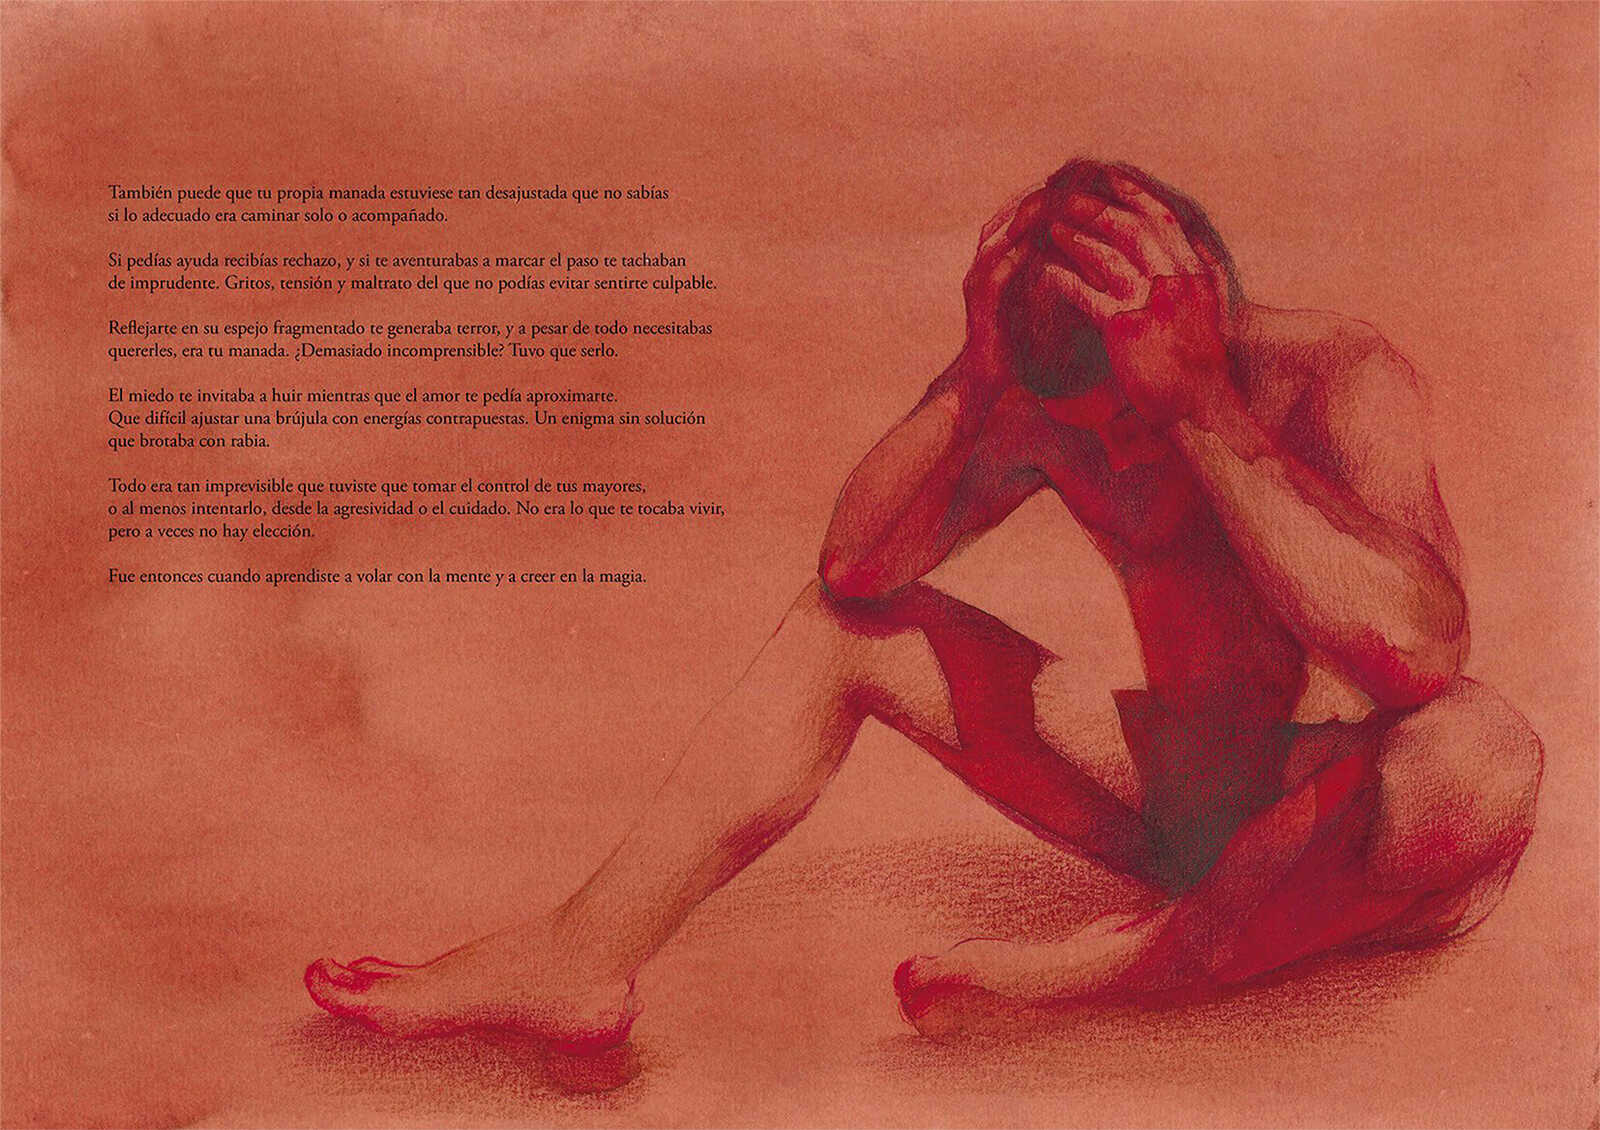 También puede que tu propia manada estuviese tan desajustada que no sabías
si lo adecuado era caminar solo o acompañado.
Si pedías ayuda recibías rechazo, y si te aventurabas a marcar el paso te tachaban
de imprudente. Gritos, tensión y maltrato del que no podías evitar sentirte culpable.
Reflejarte en su espejo fragmentado te generaba terror, y a pesar de todo necesitabas
quererles, era tu manada. ¿Demasiado incomprensible? Tuvo que serlo.
El miedo te invitaba a huir mientras que el amor te pedía aproximarte.
Que difícil ajustar una brújula con energías contrapuestas. Un enigma sin solución
que brotaba con rabia.
Todo era tan imprevisible que tuviste que tomar el control de tus mayores,
o al menos intentarlo, desde la agresividad o el cuidado. No era lo que te tocaba vivir,
pero a veces no hay elección.
Fue entonces cuando aprendiste a volar con la mente y a creer en la magia.